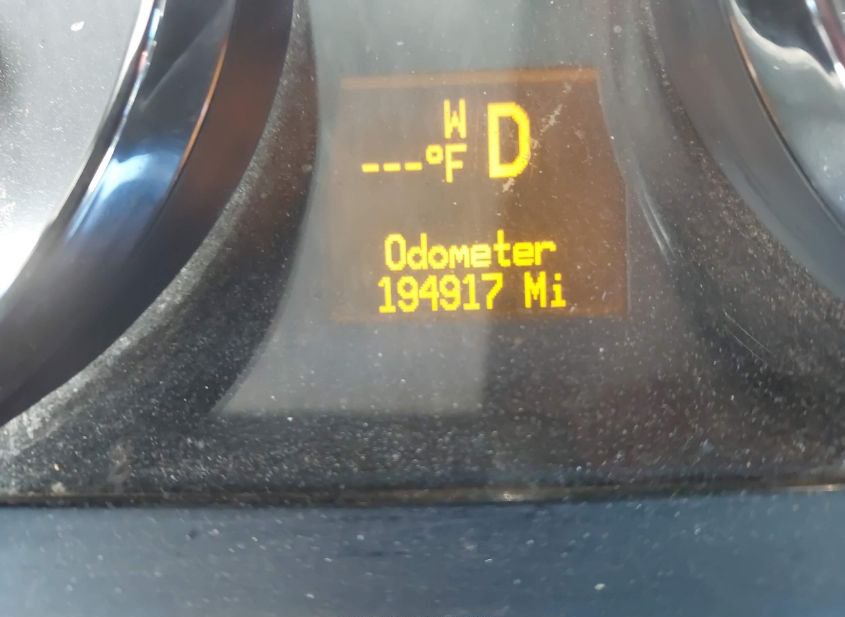 W
---°F D
Odometer
194917 Mi